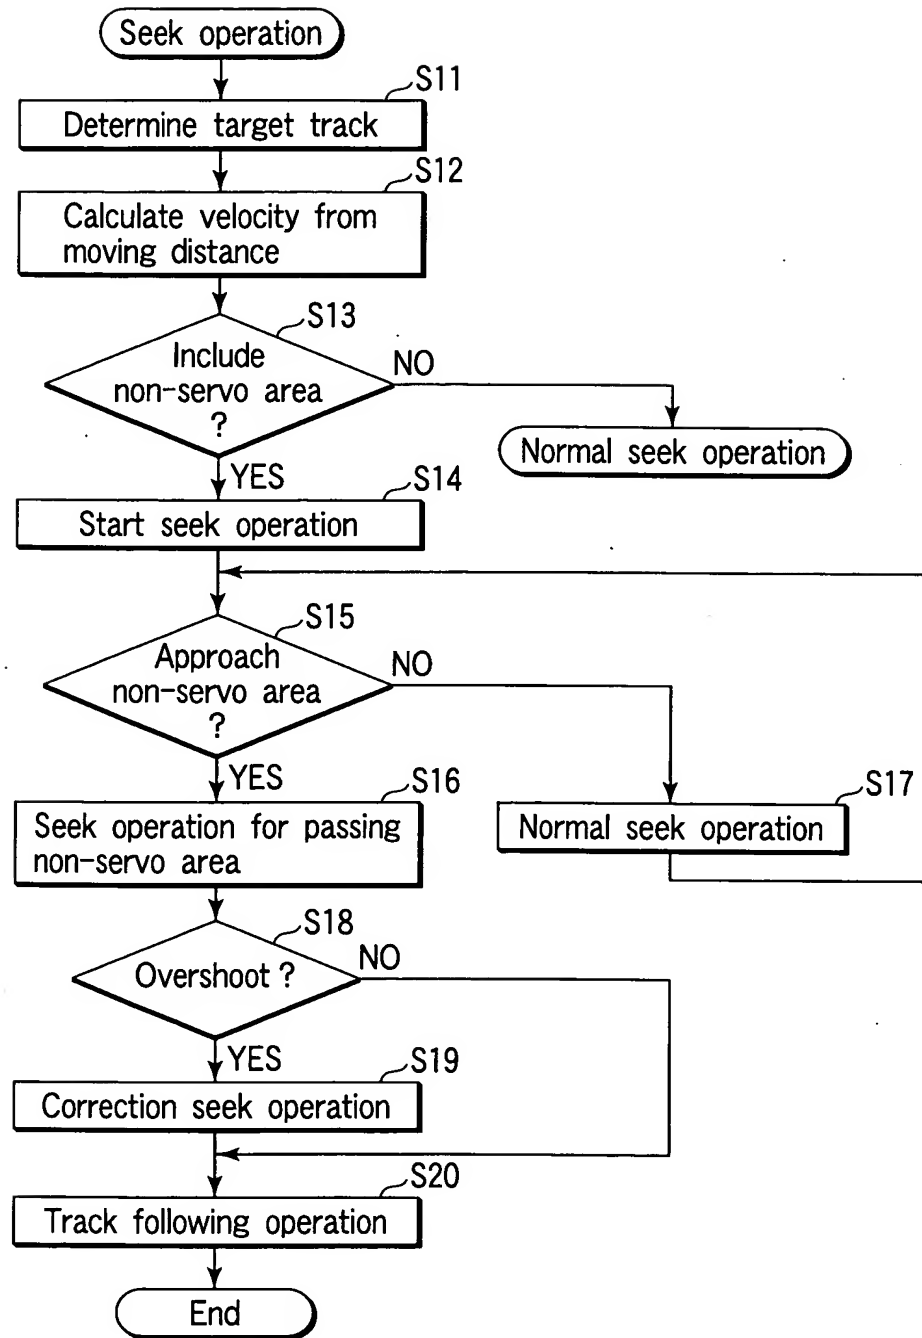 Seek operation
S11
Determine target track
S12
Calculate velocity from
moving distance
S13
Include
non-servo area
?
NO
Normal seek operation
YES
S14
Start seek operation
S15
Approach
non-servo area
?
NO
YES
S16
Seek operation for passing
non-servo area
S17
Normal seek operation
S18
Overshoot ?
NO
YES
S19
Correction seek operation
S20
Track following operation
End